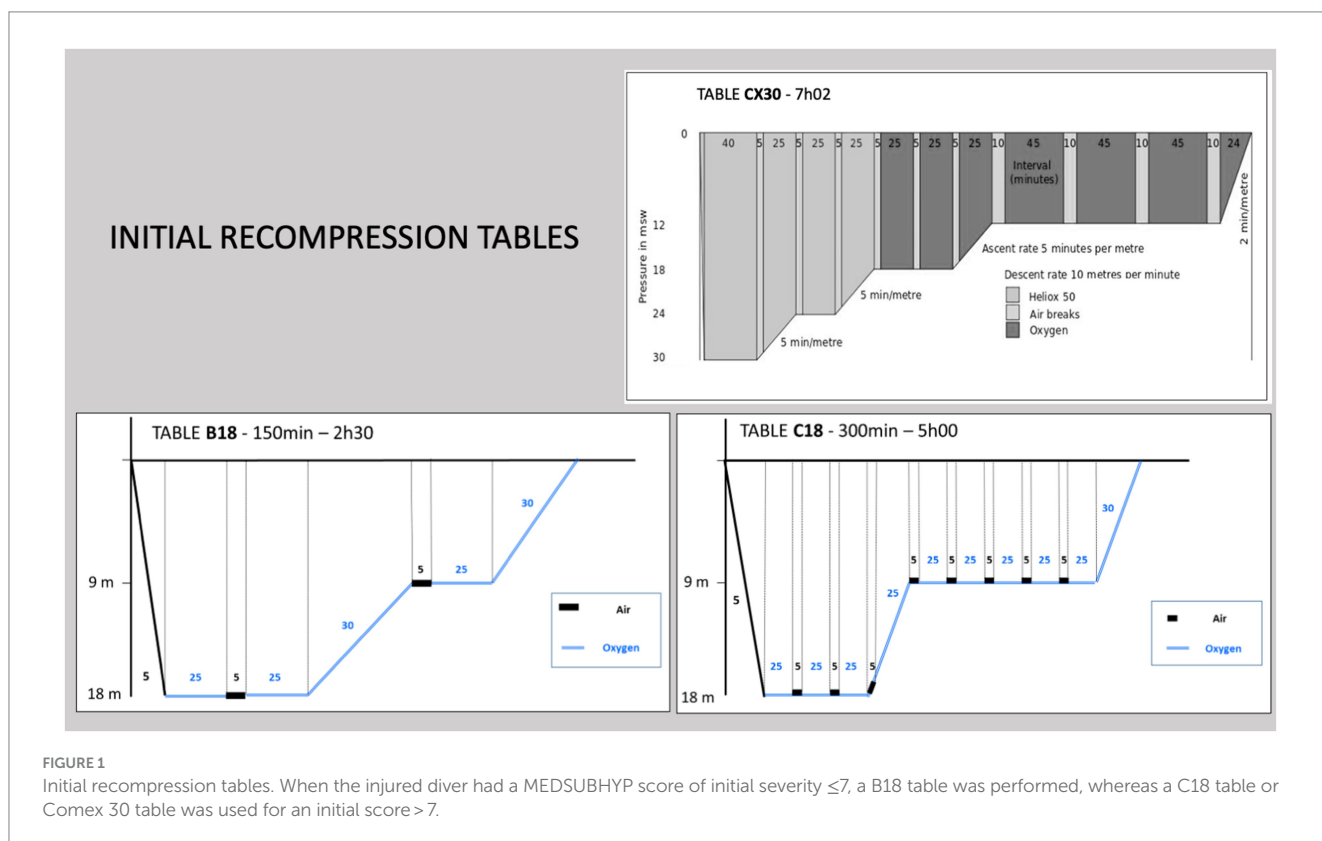 INITIAL RECOMPRESSION TABLES
TABLE CX30 - 7h02
0
40 5 25 5 25 5 25 5 25 5 25 5 25 10 45 10 45 10 45 10 24
Interval
(minutes)
Pressure in msw
12
18
24
30
2 min/metre
Ascent rate 5 minutes per metre
Descent rate 10 metres per minute
5 min/metre
Heliox 50
Air breaks
Oxygen
5 min/metre
TABLE B18 - 150min – 2h30
30
5 25
9 m
30
Air
Oxygen
5 25 5 25
18 m
TABLE C18 - 300min – 5h00
30
5 25 5 25 5 25 5 25 5 25
9 m
25
5
Air
Oxygen
25 5 25 5 25 5
18 m
FIGURE 1
Initial recompression tables. When the injured diver had a MEDSUBHYP score of initial severity ≤7, a B18 table was performed, whereas a C18 table or
Comex 30 table was used for an initial score > 7.